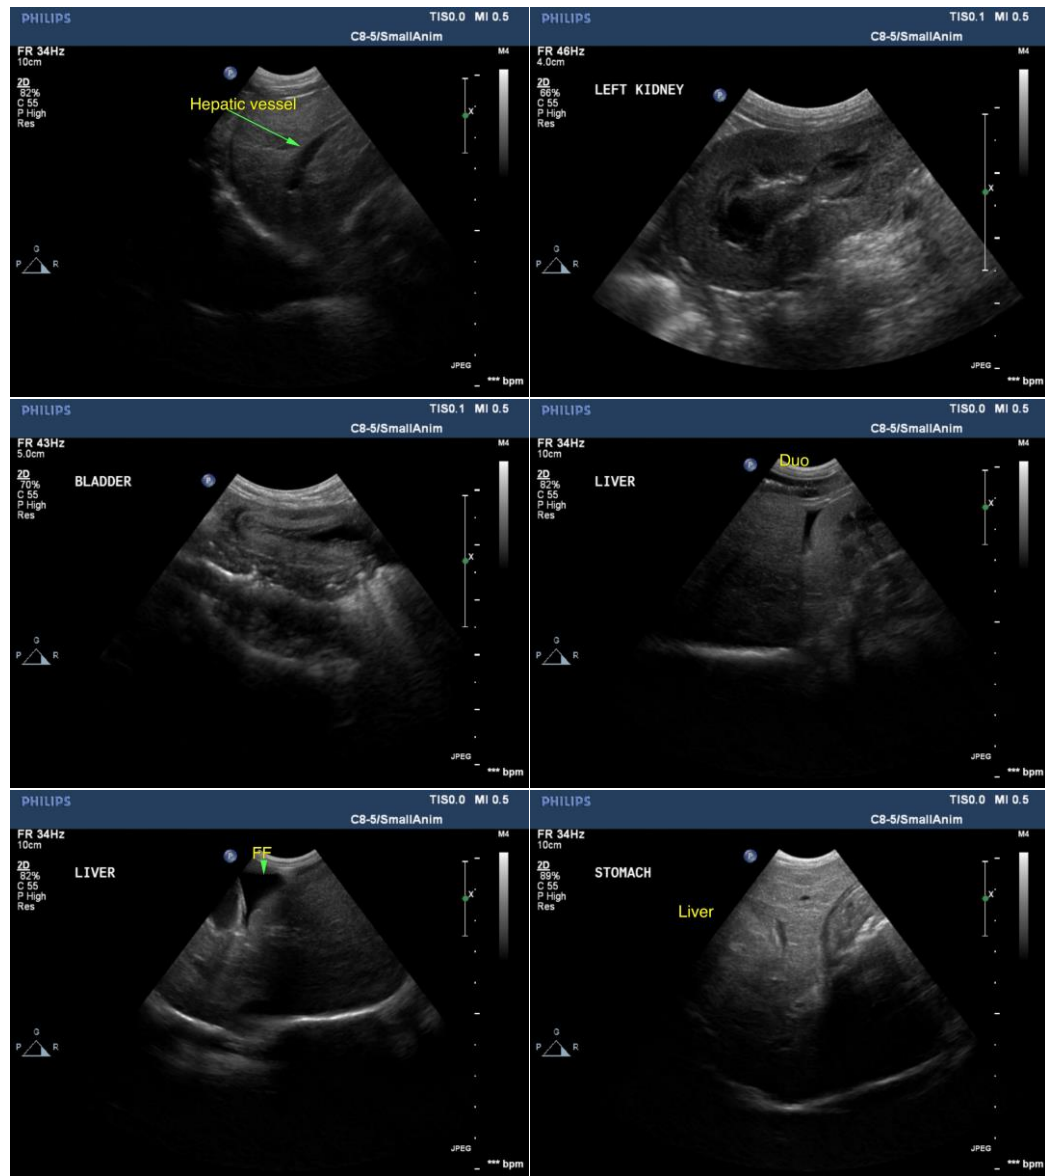 PHILIPS
TIS0.0 MI 0.5
C8-5/SmallAnim
FR 34Hz
10cm
M4
2D
82%
C 55
P High
Res
Hepatic vessel
X
G
P R
JPEG
*** bpm
PHILIPS
TIS0.1 MI 0.5
C8-5/SmallAnim
FR 46Hz
4.0cm
M4
2D
66%
C 55
P High
Res
LEFT KIDNEY
P
X
G
P R
JPEG
*** bpm
PHILIPS
TIS0.1 MI 0.5
C8-5/SmallAnim
FR 43Hz
5.0cm
M4
2D
70%
C 55
P High
Res
BLADDER
P
X
G
P R
JPEG
*** bpm
PHILIPS
TIS0.0 MI 0.5
C8-5/SmallAnim
FR 34Hz
10cm
M4
2D
82%
C 55
P High
Res
Duo
LIVER
P
X
G
P R
JPEG
*** bpm
PHILIPS
TIS0.0 MI 0.5
C8-5/SmallAnim
FR 34Hz
10cm
M4
2D
82%
C 55
P High
Res
FF
LIVER
P
X
G
P R
JPEG
*** bpm
PHILIPS
TIS0.0 MI 0.5
C8-5/SmallAnim
FR 34Hz
10cm
M4
2D
89%
C 55
P High
Res
STOMACH
Liver
P
X
G
P R
JPEG
*** bpm